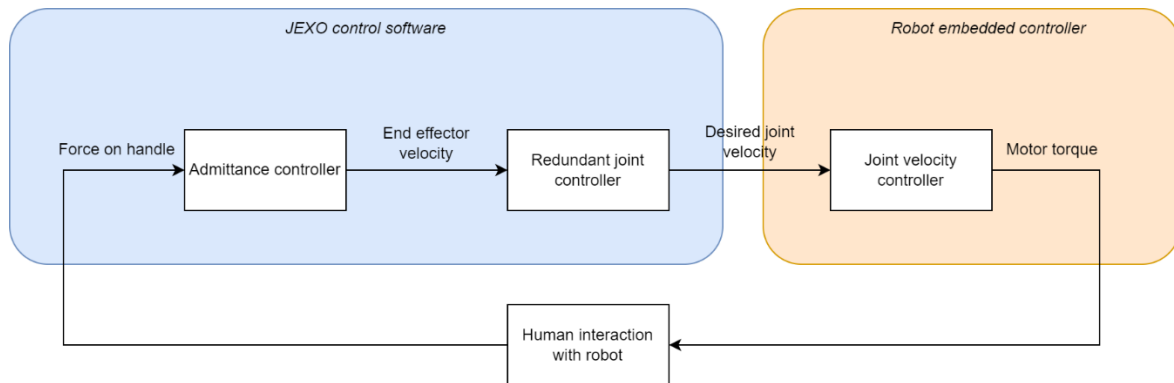 JEXO control software
Robot embedded controller
Force on handle
Admittance controller
End effector
velocity
Redundant joint
controller
Desired joint
velocity
Joint velocity
controller
Motor torque
Human interaction
with robot